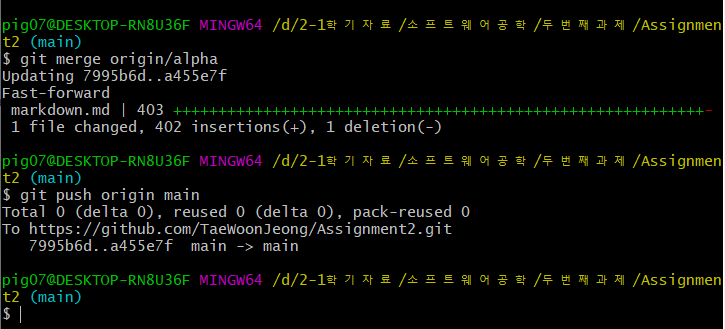 pig07@DESKTOP-RN8U36F MINGW64 /d/2-1학기자료/소프트웨어공학/두번째과제/Assignmen
t2 (main)
$ git merge origin/alpha
Updating 7995b6d..a455e7f
Fast-forward
 markdown.md | 403 +++++++++++++++++++++++++++++++++++++++++++++++++++++++++++-
 1 file changed, 402 insertions(+), 1 deletion(-)
pig07@DESKTOP-RN8U36F MINGW64 /d/2-1학기자료/소프트웨어공학/두번째과제/Assignmen
t2 (main)
$ git push origin main
Total 0 (delta 0), reused 0 (delta 0), pack-reused 0
To https://github.com/TaeWoonJeong/Assignment2.git
   7995b6d..a455e7f  main -> main
pig07@DESKTOP-RN8U36F MINGW64 /d/2-1학기자료/소프트웨어공학/두번째과제/Assignmen
t2 (main)
$